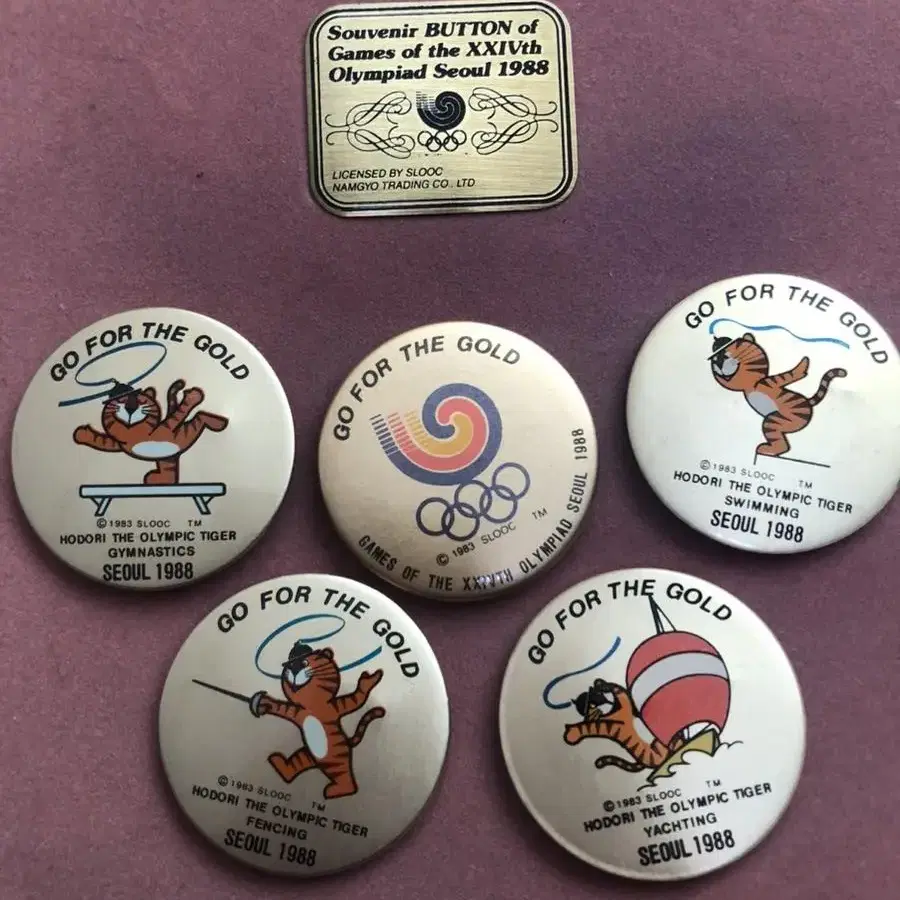 Souvenir BUTTON of
Games of the XXIVth
Olympiad Seoul 1988
LICENSED BY SLOOC
NAMGYO TRADING CO. LTD
GO FOR THE GOLD
© 1983 SLOOC TM
HODORI THE OLYMPIC TIGER
GYMNASTICS
SEOUL 1988
GO FOR THE GOLD
© 1983 SLOOC TM
GAMES OF THE XXIVTH OLYMPIAD SEOUL 1988
GO FOR THE GOLD
© 1983 SLOOC TM
HODORI THE OLYMPIC TIGER
SWIMMING
SEOUL 1988
GO FOR THE GOLD
© 1983 SLOOC TM
HODORI THE OLYMPIC TIGER
FENCING
SEOUL 1988
GO FOR THE GOLD
© 1983 SLOOC TM
HODORI THE OLYMPIC TIGER
YACHTING
SEOUL 1988